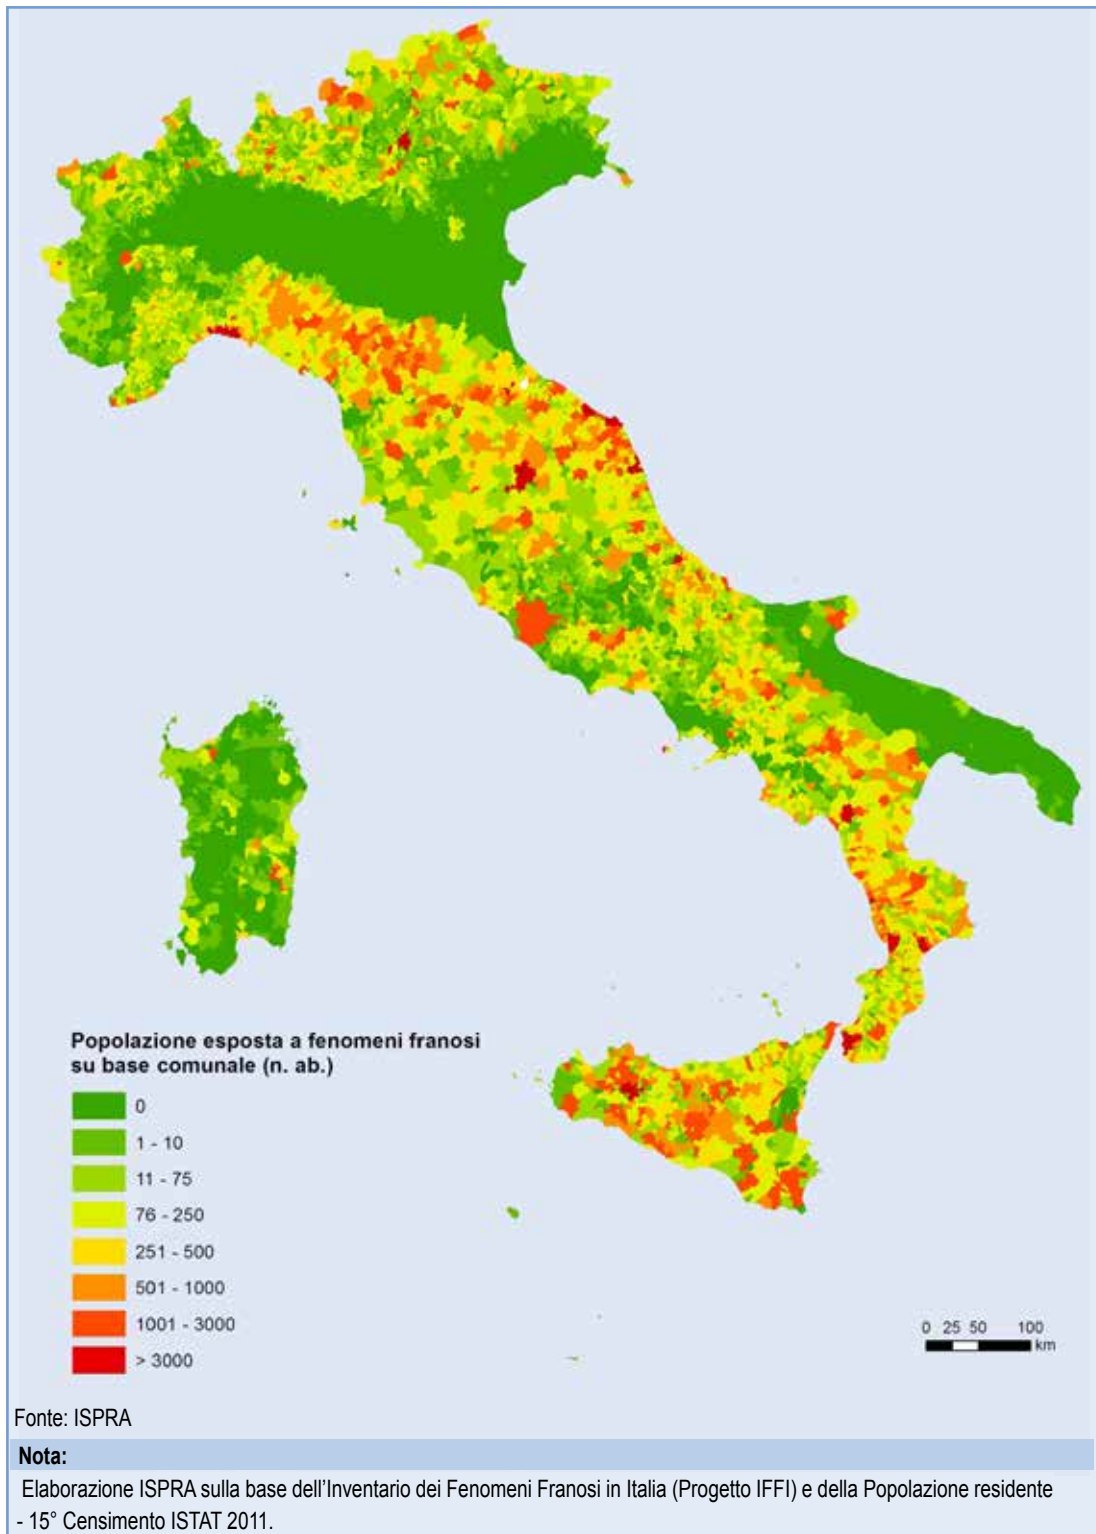 Popolazione esposta a fenomeni franosi
su base comunale (n. ab.)
0
1 - 10
11 - 75
76 - 250
251 - 500
501 - 1000
1001 - 3000
> 3000
0 25 50 100
km
Fonte: ISPRA
Nota:
Elaborazione ISPRA sulla base dell'Inventario dei Fenomeni Franosi in Italia (Progetto IFFI) e della Popolazione residente
- 15° Censimento ISTAT 2011.